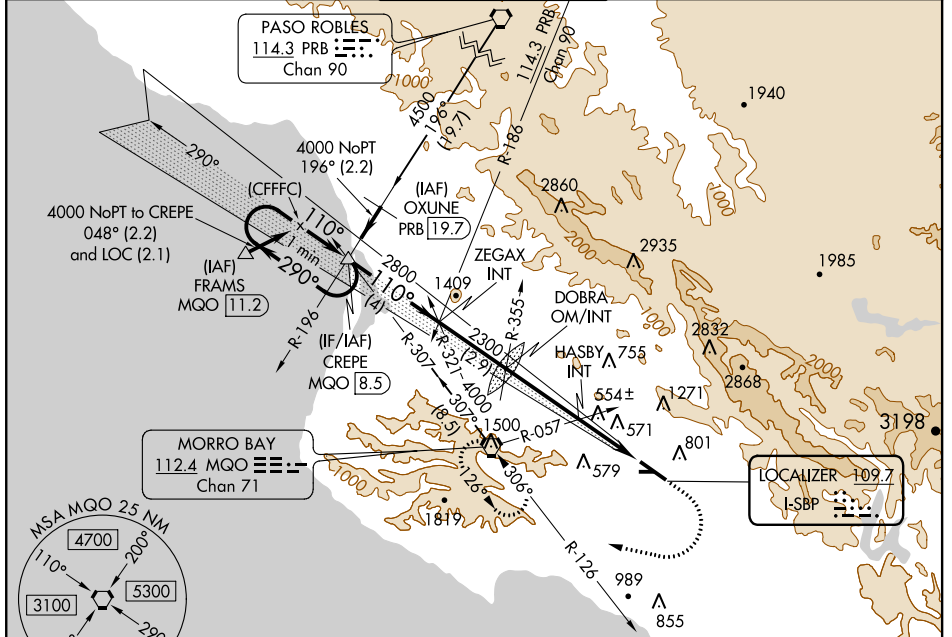 PASO ROBLES
114.3 PRB
Chan 90
1000
114.3 PRB
Chan 90
R-186
4500
196°
(19.7)
1940
4000 NoPT
196° (2.2)
290°
(CFFFC)
110°
1 min
290°
4000 NoPT to CREPE
048° (2.2)
and LOC (2.1)
(IAF)
FRAMS
MQO 11.2
(IAF)
OXUNE
PRB 19.7
2860
2000
1000
2935
1985
ZEGAX
INT
2800
110°
(4)
1409
R-355
DOBRA
OM/INT
R-196
(IF/IAF)
CREPE
MQO 8.5
R-307
307°
(8.5)
R-321
4000
2300
(2.9)
HASBY
INT
755
1000
2832
2868
2000
554±
571
1271
1000
3198
1500
R-057
579
801
MORRO BAY
112.4 MQO
Chan 71
1000
126°
306°
1819
LOCALIZER 109.7
I-SBP
R-126
989
855
MSA MQO 25 NM
4700
110°
200°
3100
5300
290